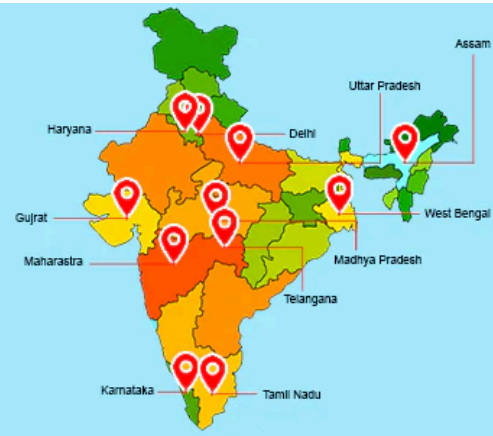 Assam
Uttar Pradesh
Haryana
Delhi
Gujrat
West Bengal
Maharastra
Madhya Pradesh
Telangana
Karnataka
Tamil Nadu